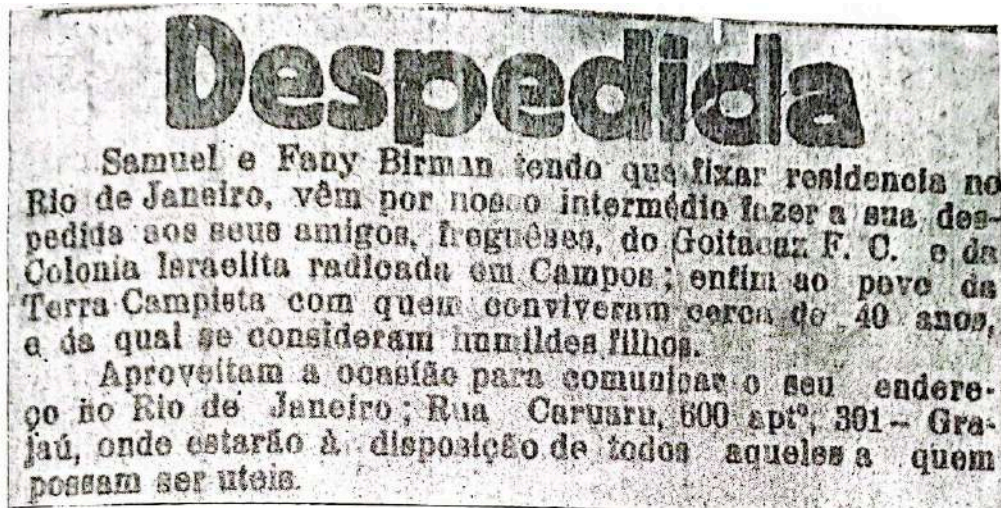 Despedida
Samuel e Fany Birman tendo que fixar residencia no
Rio de Janeiro, vêm por nosso intermédio fazer a sua des-
pedida aos seus amigos, freguêses, do Goitacaz F. C. e da
Colonia Israelita radicada em Campos; enfim ao povo da
Terra Campista com quem conviveram cerca de 40 anos,
e da qual se consideram humildes filhos.
Aproveitam a ocasião para comunicar o seu endere-
ço no Rio de Janeiro; Rua Caruaru, 600 aptº, 301 – Gra-
jaú, onde estarão à disposição de todos aqueles a quem
possam ser uteis.